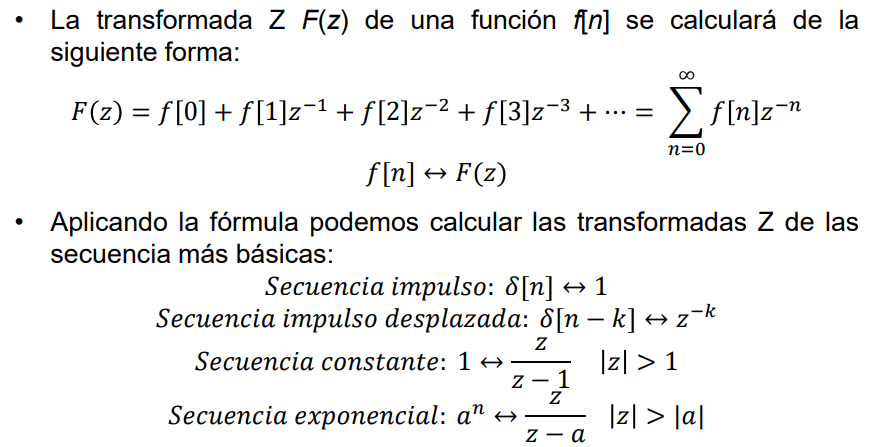 • La transformada Z F(z) de una función f[n] se calculará de la
siguiente forma:
F(z) = f[0] + f[1]z⁻¹ + f[2]z⁻² + f[3]z⁻³ + ⋯ = ∑_{n=0}^{∞} f[n]z⁻ⁿ
f[n] ↔ F(z)
• Aplicando la fórmula podemos calcular las transformadas Z de las
secuencia más básicas:
Secuencia impulso: δ[n] ↔ 1
Secuencia impulso desplazada: δ[n − k] ↔ z⁻ᵏ
Secuencia constante: 1 ↔ z/(z − 1) |z| > 1
Secuencia exponencial: aⁿ ↔ z/(z − a) |z| > |a|